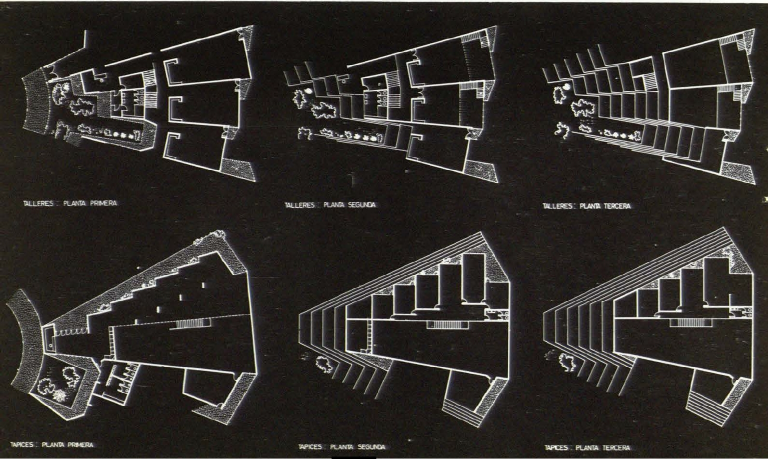 TALLERES : PLANTA PRIMERA
TALLERES : PLANTA SEGUNDA
TALLERES : PLANTA TERCERA
TAPICES : PLANTA PRIMERA
TAPICES : PLANTA SEGUNDA
TAPICES : PLANTA TERCERA